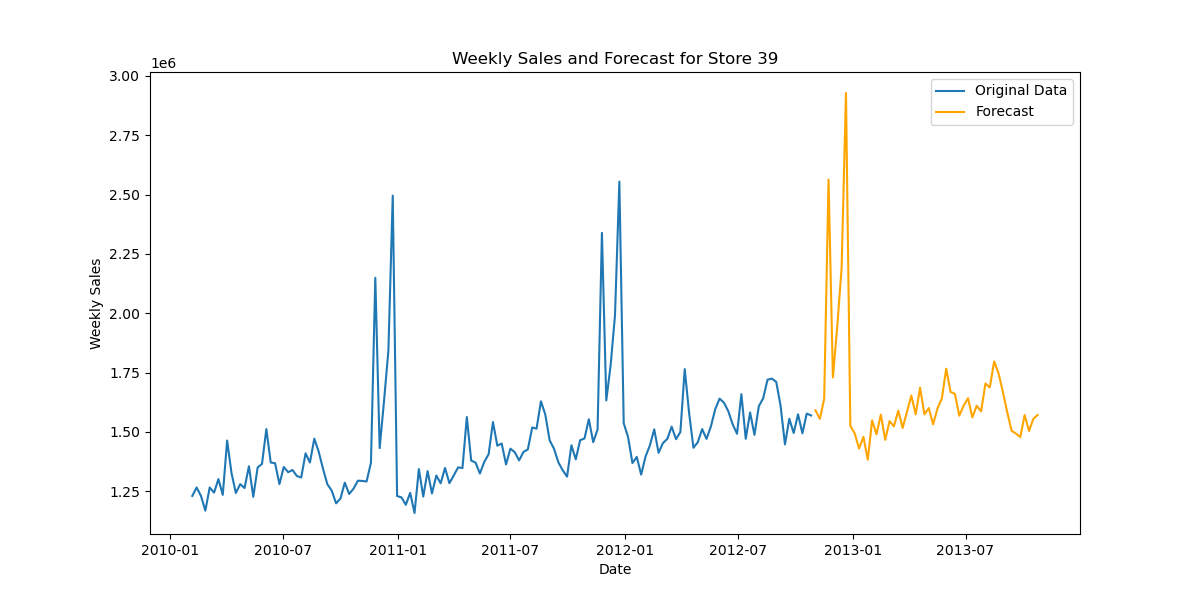 Weekly Sales and Forecast for Store 39
1e6
3.00
2.75
2.50
2.25
2.00
1.75
1.50
1.25
Weekly Sales
Original Data
Forecast
2010-01 2010-07 2011-01 2011-07 2012-01 2012-07 2013-01 2013-07
Date